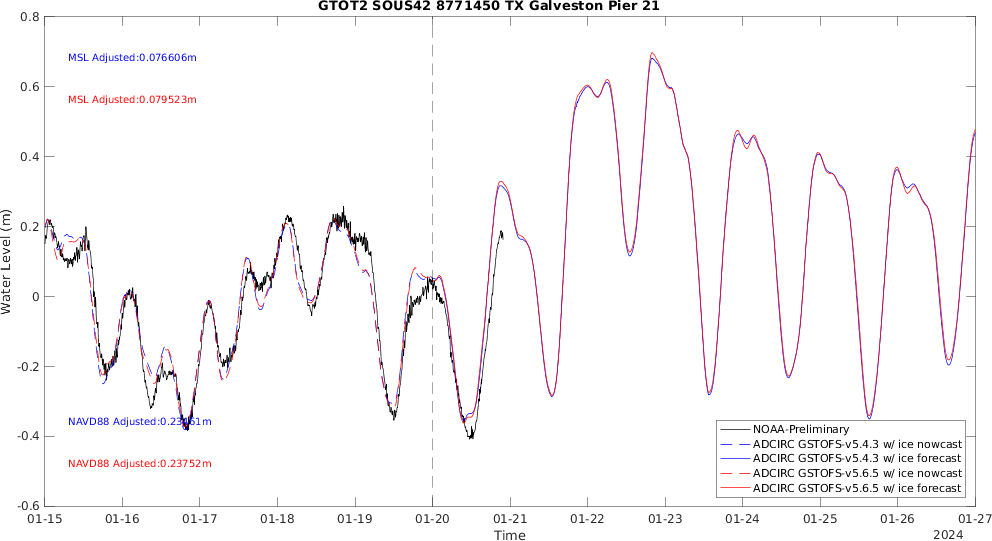 GTOT2 SOUS42 8771450 TX Galveston Pier 21
0.8
0.6
0.4
0.2
0
-0.2
-0.4
-0.6
Water Level (m)
MSL Adjusted:0.076606m
MSL Adjusted:0.079523m
NAVD88 Adjusted:0.23461m
NAVD88 Adjusted:0.23752m
NOAA-Preliminary
ADCIRC GSTOFS-v5.4.3 w/ ice nowcast
ADCIRC GSTOFS-v5.4.3 w/ ice forecast
ADCIRC GSTOFS-v5.6.5 w/ ice nowcast
ADCIRC GSTOFS-v5.6.5 w/ ice forecast
01-15 01-16 01-17 01-18 01-19 01-20 01-21 01-22 01-23 01-24 01-25 01-26 01-27
Time
2024